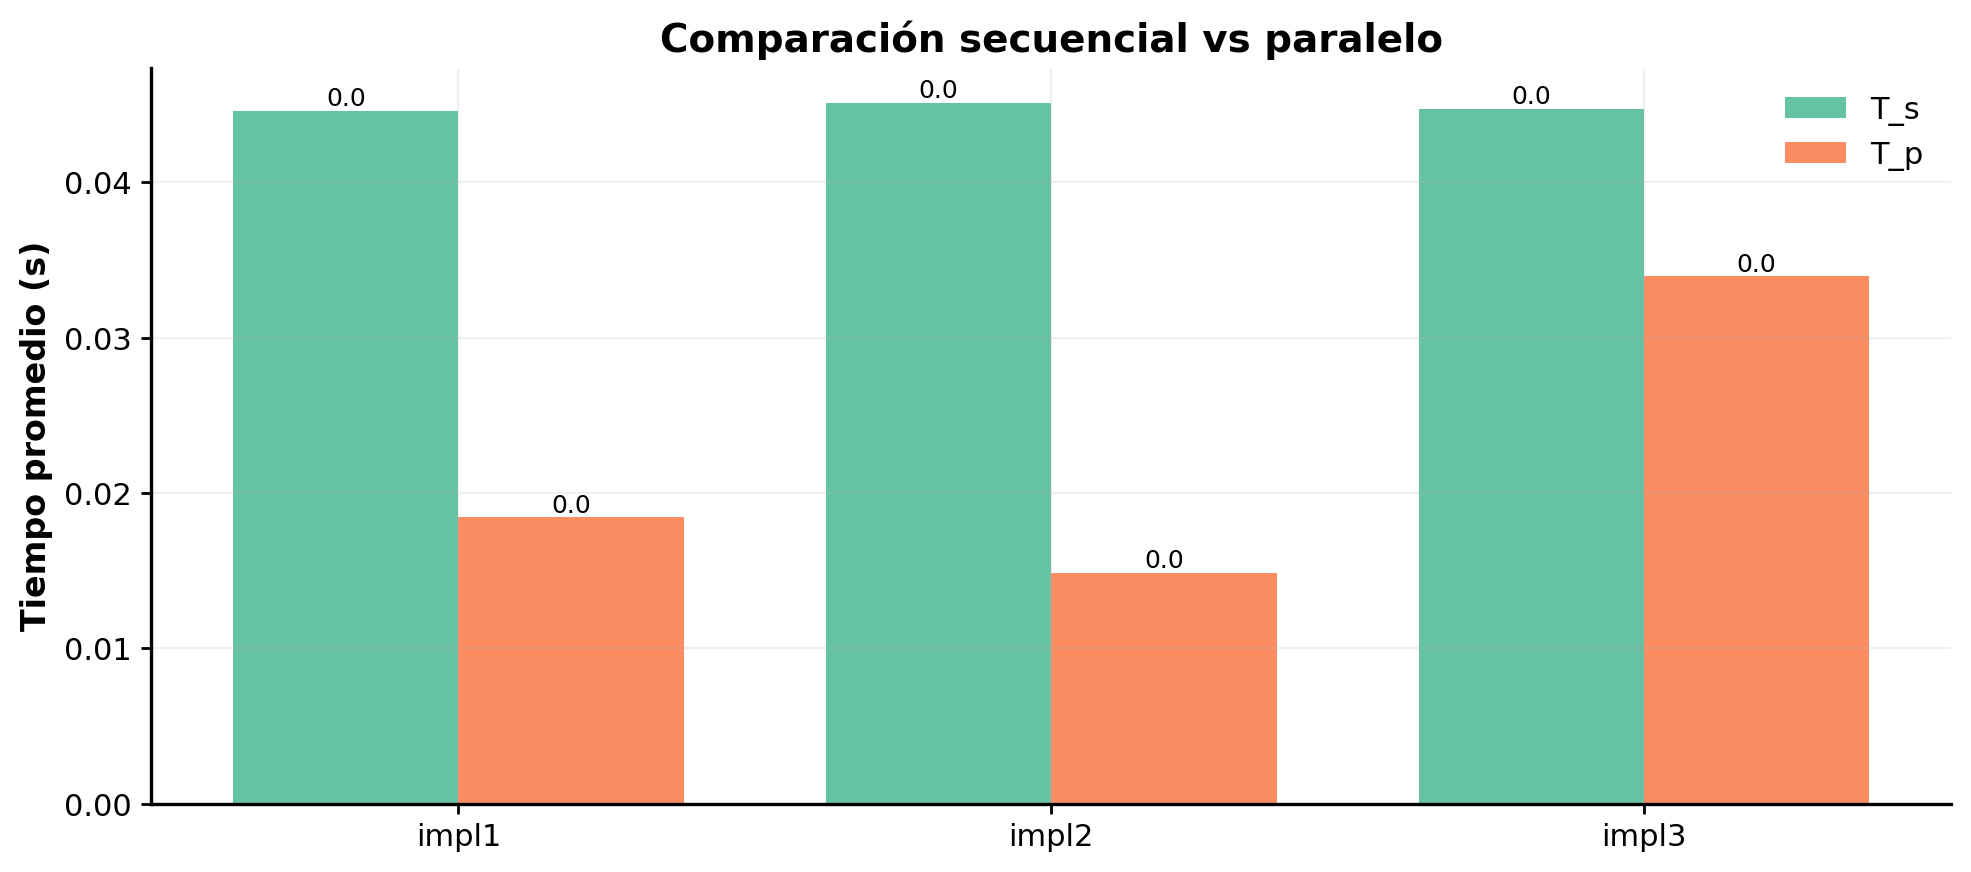 Comparación secuencial vs paralelo
Tiempo promedio (s)
0.04
0.03
0.02
0.01
0.00
0.0
0.0
0.0
0.0
0.0
0.0
T_s
T_p
impl1
impl2
impl3